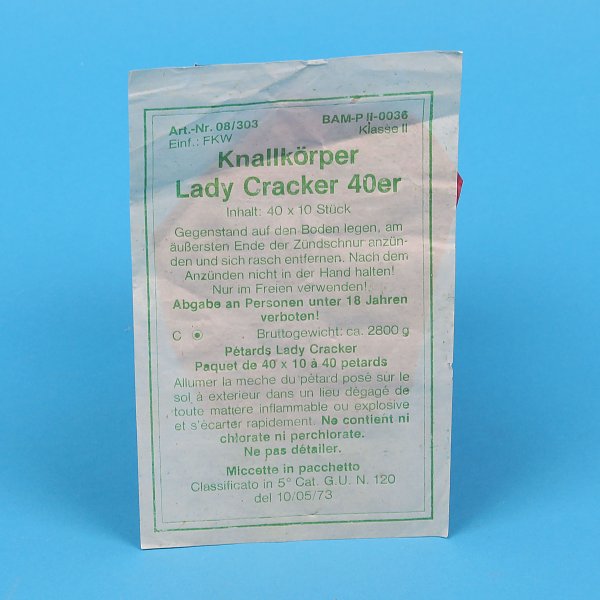 Art.-Nr. 08/303
BAM-P II-0036
Einf.: FKW
Klasse II
Knallkörper
Lady Cracker 40er
Inhalt: 40 x 10 Stück
Gegenstand auf den Boden legen, am
äußersten Ende der Zündschnur anzün-
den und sich rasch entfernen. Nach dem
Anzünden nicht in der Hand halten!
Nur im Freien verwenden!
Abgabe an Personen unter 18 Jahren
verboten!
C Bruttogewicht: ca. 2800 g
Pétards Lady Cracker
Paquet de 40 x 10 à 40 petards
Allumer la meche du pétard posé sur le
sol à exterieur dans un lieu dégagé de
toute matière inflammable ou explosive
et s'écarter rapidement. Ne contient ni
chlorate ni perchlorate.
Ne pas détailer.
Miccette in pacchetto
Classificato in 5° Cat. G.U. N. 120
del 10/05/73